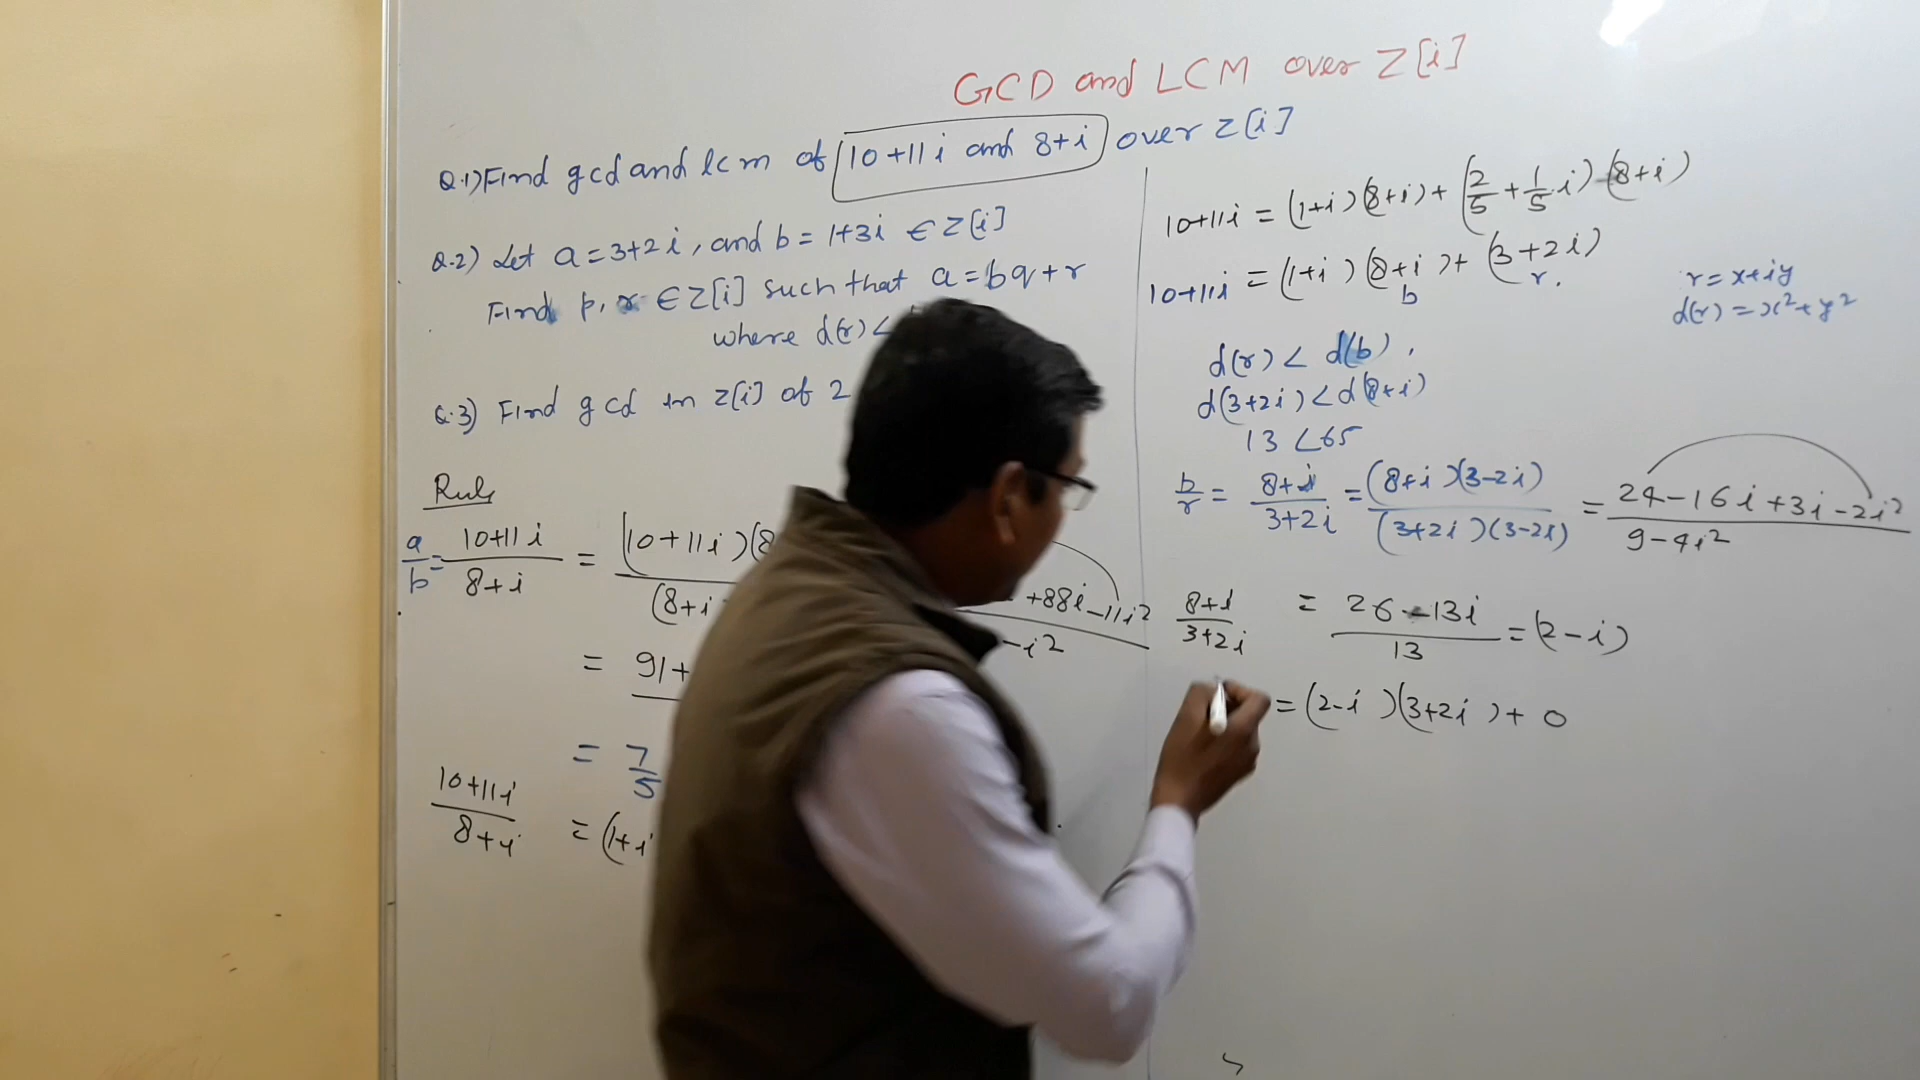 GCD and LCM over Z[i]
Q.1) Find gcd and lcm of 10+11i and 8+i over Z[i]
Q.2) Let a=3+2i, and b=1+3i ∈ Z[i]
Find p, r ∈ Z[i] such that a=bq+r
where d(r)<
Q.3) Find gcd in Z[i] of 2
Rule
a/b = 10+11i / 8+i = (10+11i)(8 / (8+i
+88i-11i² / -i²
= 91+
= 7/5
10+11i / 8+i = (1+i
10+11i = (1+i)(8+i)+(2/5+1/5 i)(8+i)
10+11i = (1+i)(8+i)+(3+2i)
b r.
r=x+iy
d(r)=x²+y²
d(r) < d(b),
d(3+2i)<d(8+i)
13 <65
b/r = 8+i / 3+2i = (8+i)(3-2i) / (3+2i)(3-2i) = 24-16i+3i-2i² / 9-4i²
8+i / 3+2i = 26-13i / 13 = (2-i)
= (2-i)(3+2i)+0